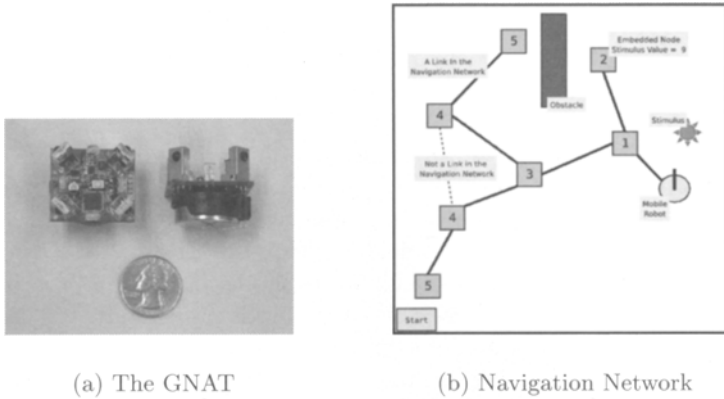 5
A Link In the
Navigation Network
Embedded Node
Stimulus Value = 9
2
Obstacle
4
Stimulus
1
Not a Link in the
Navigation Network
3
4
Mobile
Robot
5
Start
(a) The GNAT
(b) Navigation Network